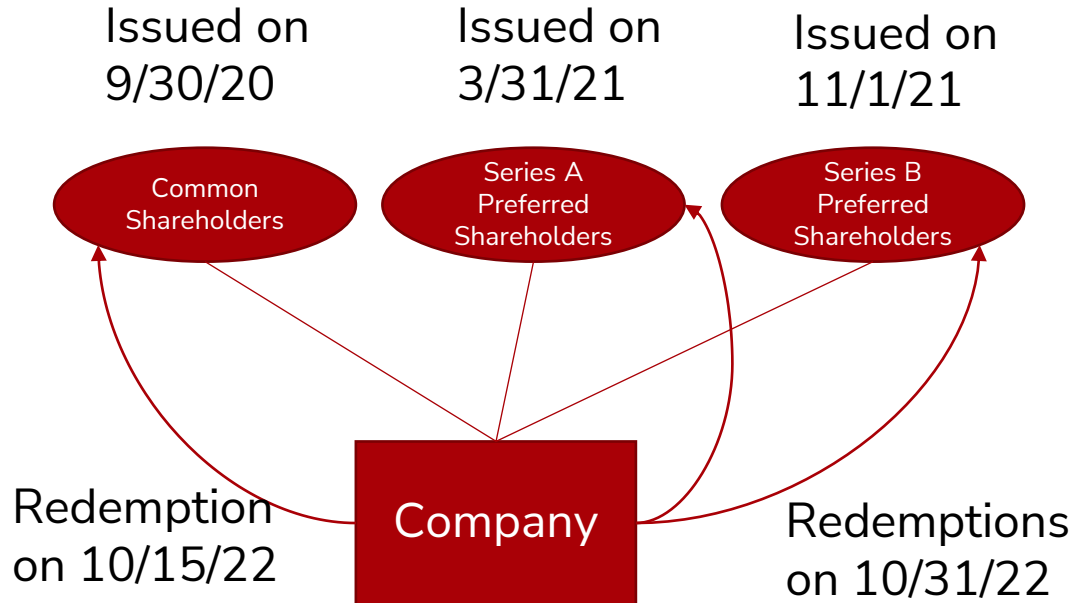 Issued on
9/30/20
Issued on
3/31/21
Issued on
11/1/21
Common
Shareholders
Series A
Preferred
Shareholders
Series B
Preferred
Shareholders
Redemption
on 10/15/22
Company
Redemptions
on 10/31/22